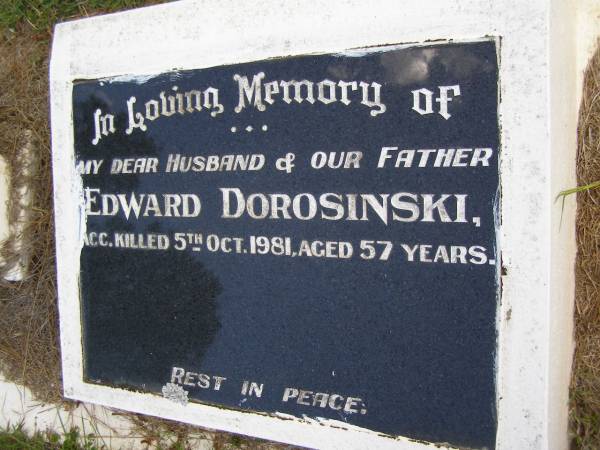 In Loving Memory of
...
MY DEAR HUSBAND & OUR FATHER
EDWARD DOROSINSKI,
ACC. KILLED 5TH OCT. 1981, AGED 57 YEARS.
REST IN PEACE.